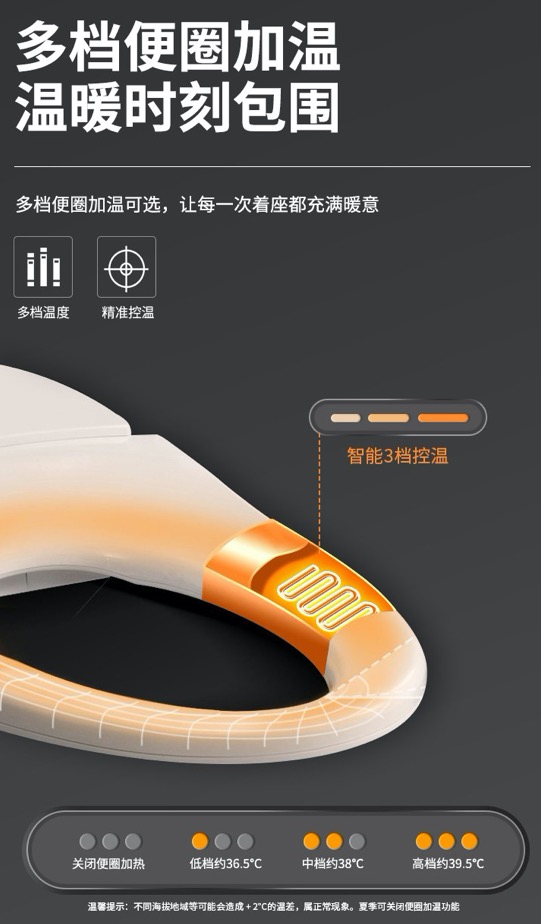 多档便圈加温
温暖时刻包围
多档便圈加温可选，让每一次着座都充满暖意
多档温度
精准控温
智能3档控温
关闭便圈加热
低档约36.5℃
中档约38℃
高档约39.5℃
温馨提示：不同海拔地域等可能会造成+2℃的温差，属正常现象。夏季可关闭便圈加温功能